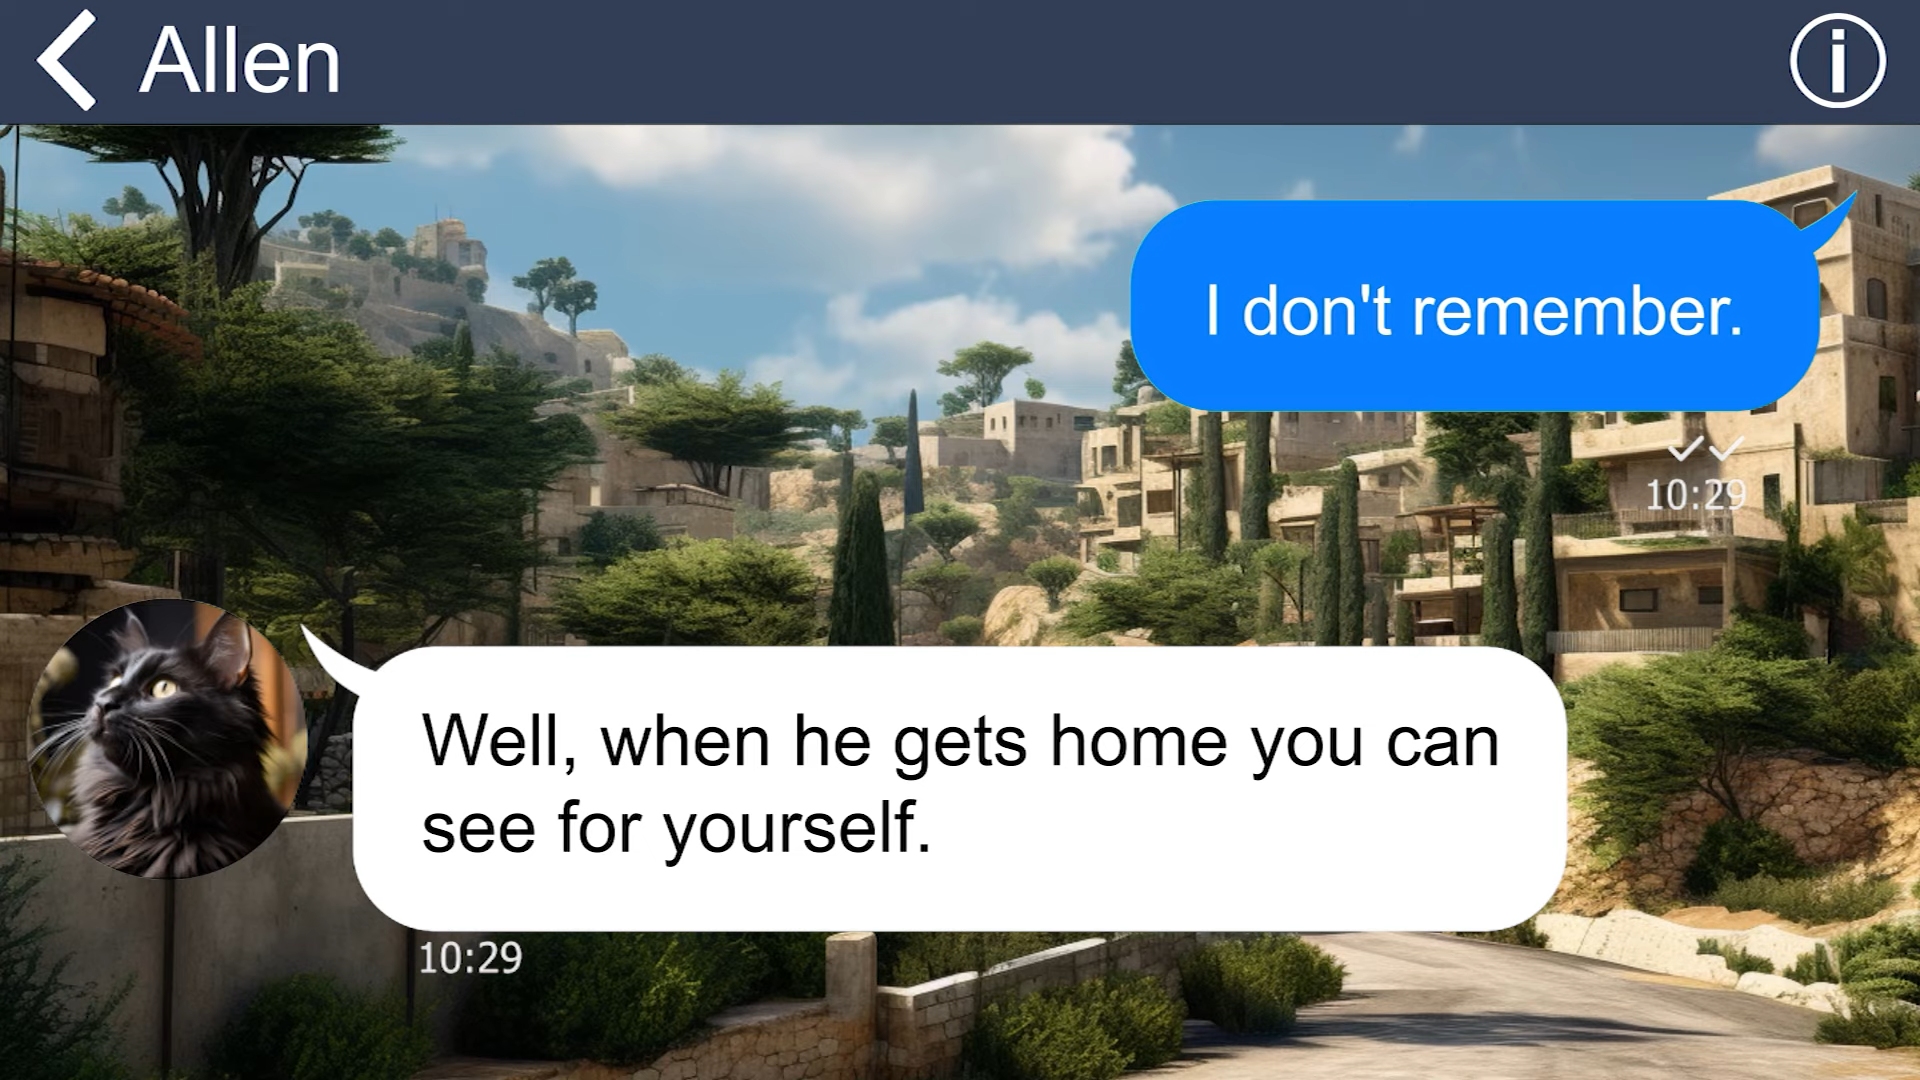 Allen
I don't remember.
10:29
Well, when he gets home you can
see for yourself.
10:29